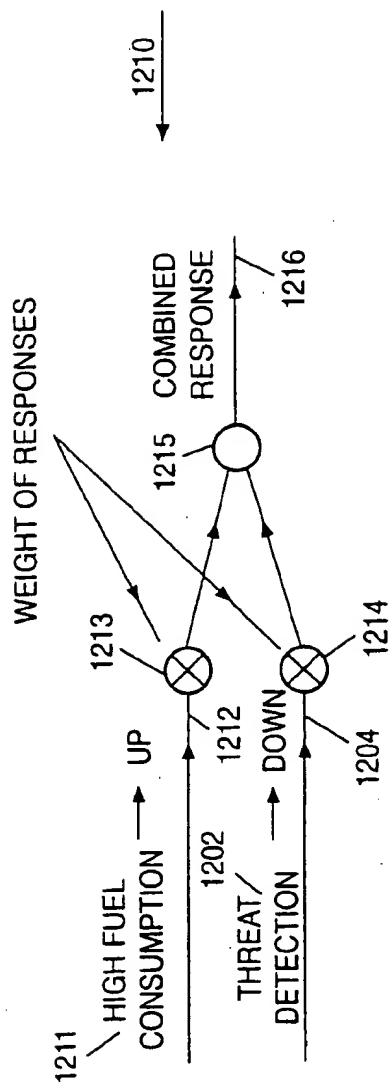 1210
WEIGHT OF RESPONSES
1211
HIGH FUEL
CONSUMPTION
UP
1213
1212
COMBINED
RESPONSE
1215
1216
1202
THREAT/
DETECTION
DOWN
1204
1214